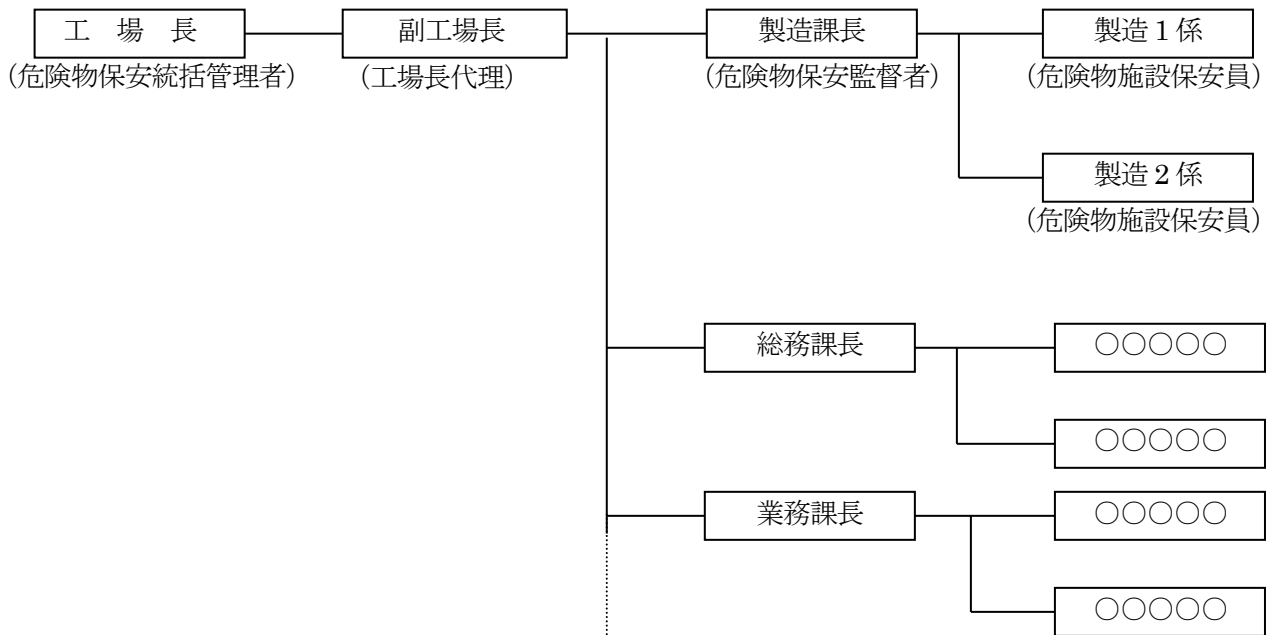 工　場　長
副工場長
製造課長
製造１係
(危険物保安統括管理者)
(工場長代理)
(危険物保安監督者)
(危険物施設保安員)
製造２係
(危険物施設保安員)
総務課長
○○○○○
○○○○○
業務課長
○○○○○
○○○○○